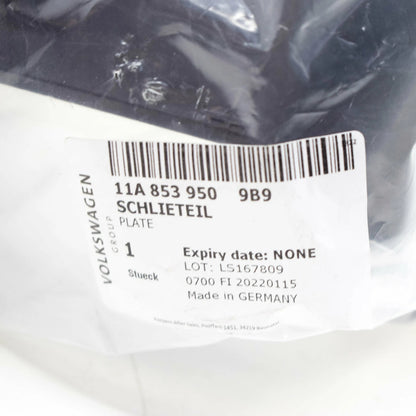 VOLKSWAGEN
GROUP
11A 853 950 9B9
SCHLIETEIL
PLATE
1
Stueck
Expiry date: NONE
LOT: LS167809
0700 FI 20220115
Made in GERMANY